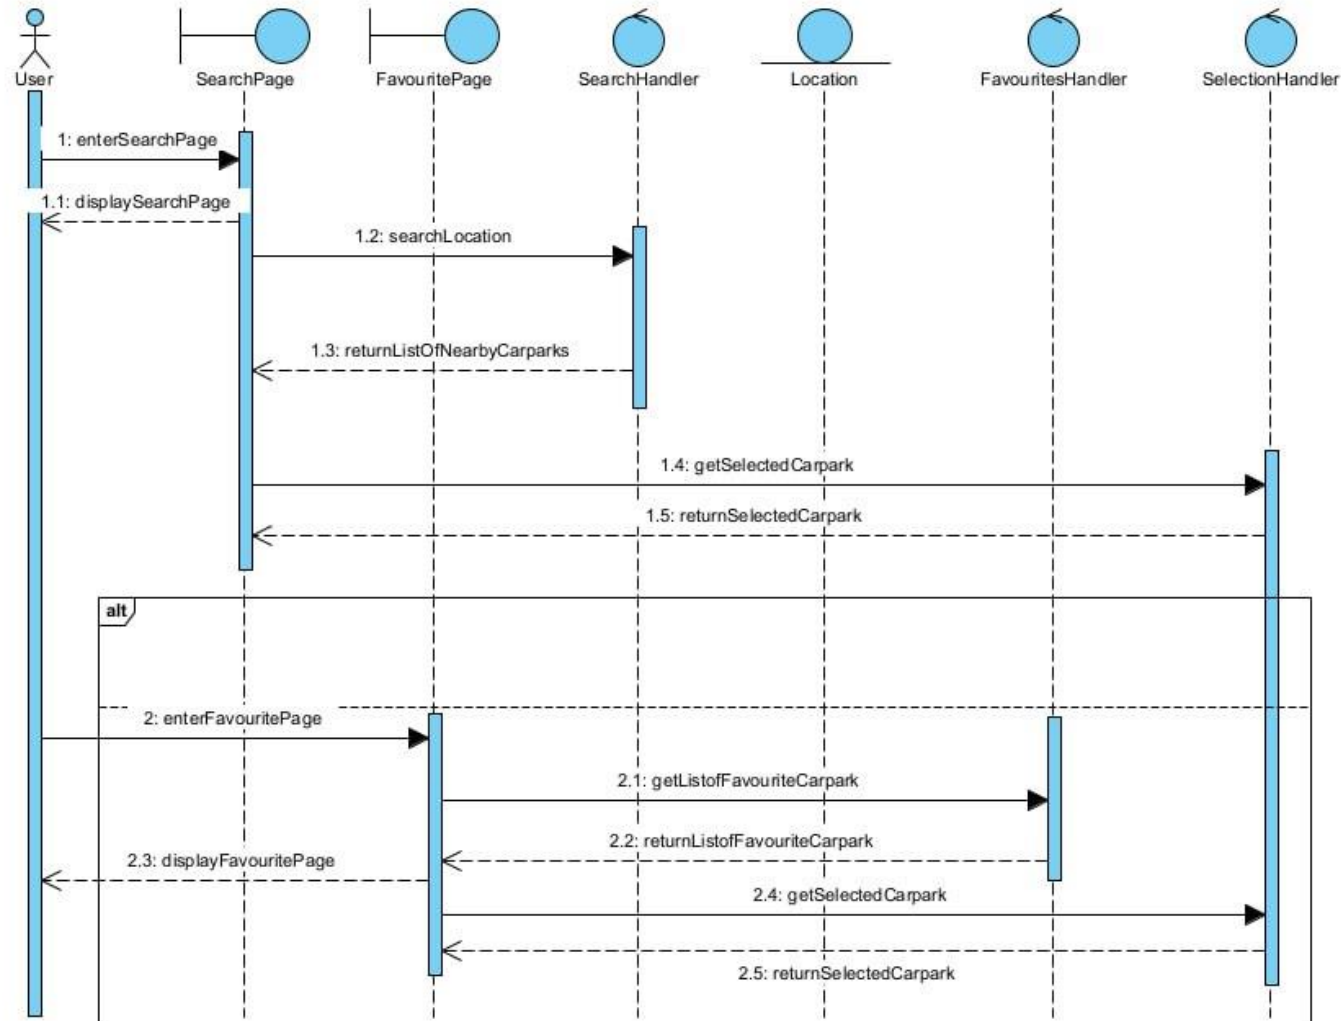 User
SearchPage
FavouritePage
SearchHandler
Location
FavouritesHandler
SelectionHandler
1: enterSearchPage
1.1: displaySearchPage
1.2: searchLocation
1.3: returnListOfNearbyCarparks
1.4: getSelectedCarpark
1.5: returnSelectedCarpark
alt
2: enterFavouritePage
2.1: getListofFavouriteCarpark
2.2: returnListofFavouriteCarpark
2.3: displayFavouritePage
2.4: getSelectedCarpark
2.5: returnSelectedCarpark